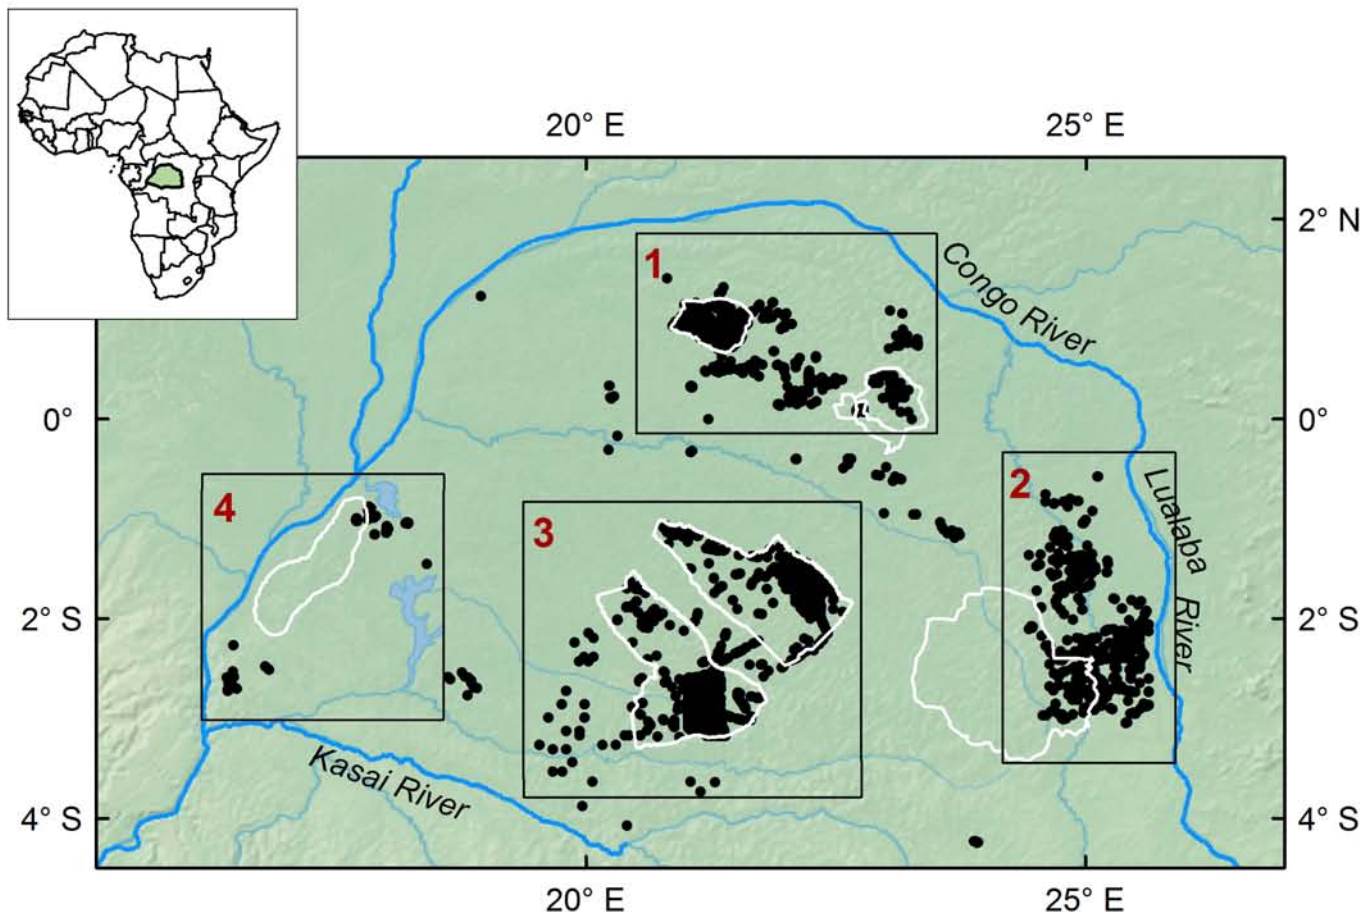 20° E
25° E
2° N
1
Congo River
0°
0°
2
Lualaba
River
4
3
2° S
2° S
Kasai River
4° S
4° S
20° E
25° E